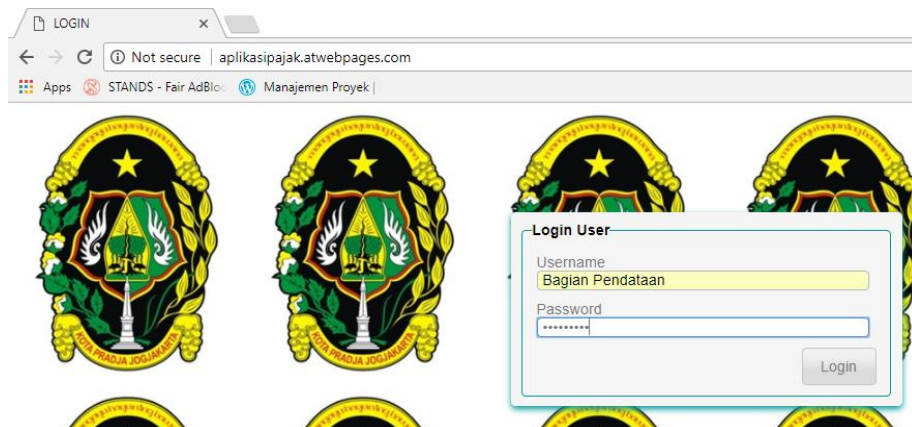 LOGIN
Not secure | aplikasipajak.atwebpages.com
Apps STANDS - Fair AdBloc Manajemen Proyek |
Login User
Username
Bagian Pendataan
Password
Login
KOTA PRADJA JOGJAKARTA
KOTA PRADJA JOGJAKARTA